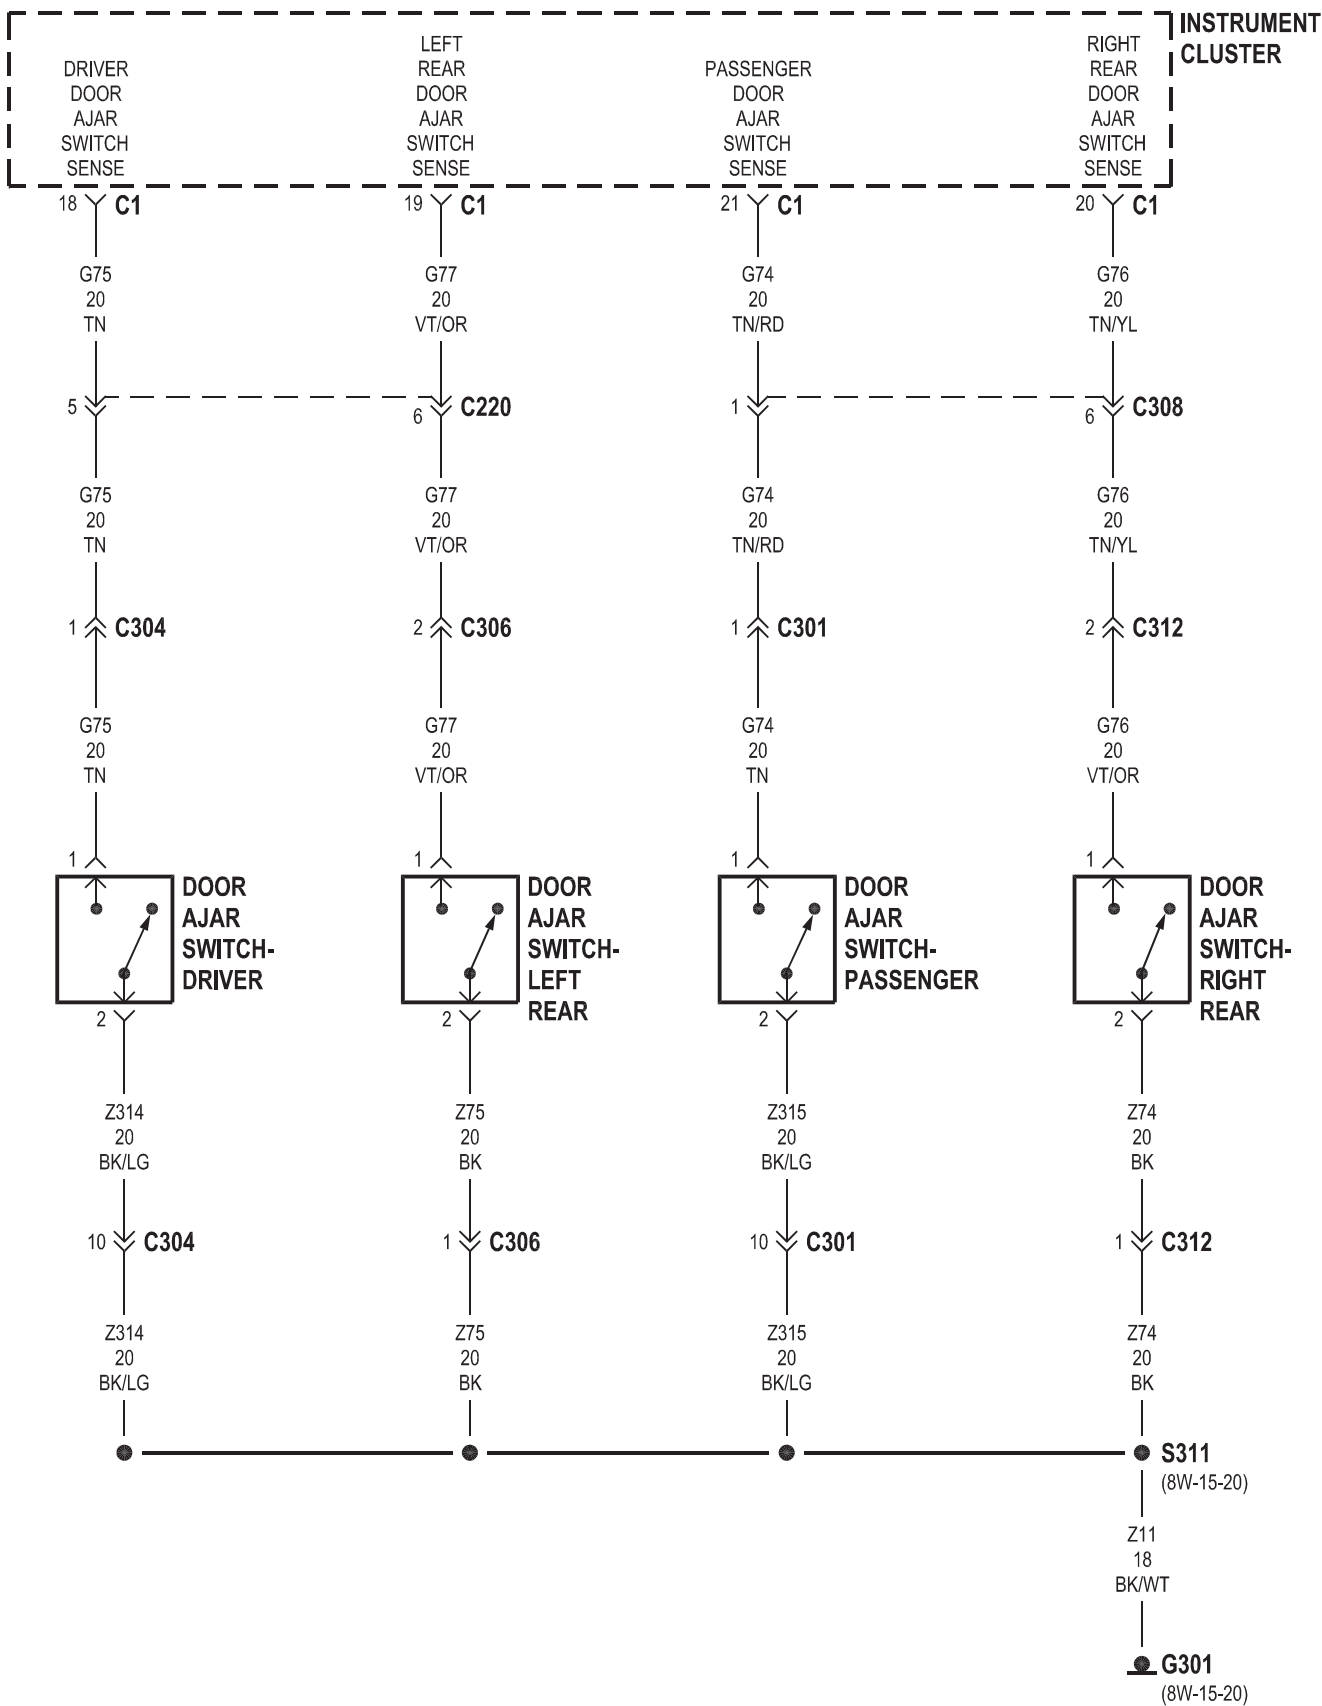 INSTRUMENT
CLUSTER
DRIVER
DOOR
AJAR
SWITCH
SENSE
LEFT
REAR
DOOR
AJAR
SWITCH
SENSE
PASSENGER
DOOR
AJAR
SWITCH
SENSE
RIGHT
REAR
DOOR
AJAR
SWITCH
SENSE
18 C1
19 C1
21 C1
20 C1
G75
20
TN
G77
20
VT/OR
G74
20
TN/RD
G76
20
TN/YL
5
6 C220
1
6 C308
G75
20
TN
G77
20
VT/OR
G74
20
TN/RD
G76
20
TN/YL
1 C304
2 C306
1 C301
2 C312
G75
20
TN
G77
20
VT/OR
G74
20
TN
G76
20
VT/OR
1
1
1
1
DOOR
AJAR
SWITCH-
DRIVER
DOOR
AJAR
SWITCH-
LEFT
REAR
DOOR
AJAR
SWITCH-
PASSENGER
DOOR
AJAR
SWITCH-
RIGHT
REAR
2
2
2
2
Z314
20
BK/LG
Z75
20
BK
Z315
20
BK/LG
Z74
20
BK
10 C304
1 C306
10 C301
1 C312
Z314
20
BK/LG
Z75
20
BK
Z315
20
BK/LG
Z74
20
BK
S311
(8W-15-20)
Z11
18
BK/WT
G301
(8W-15-20)